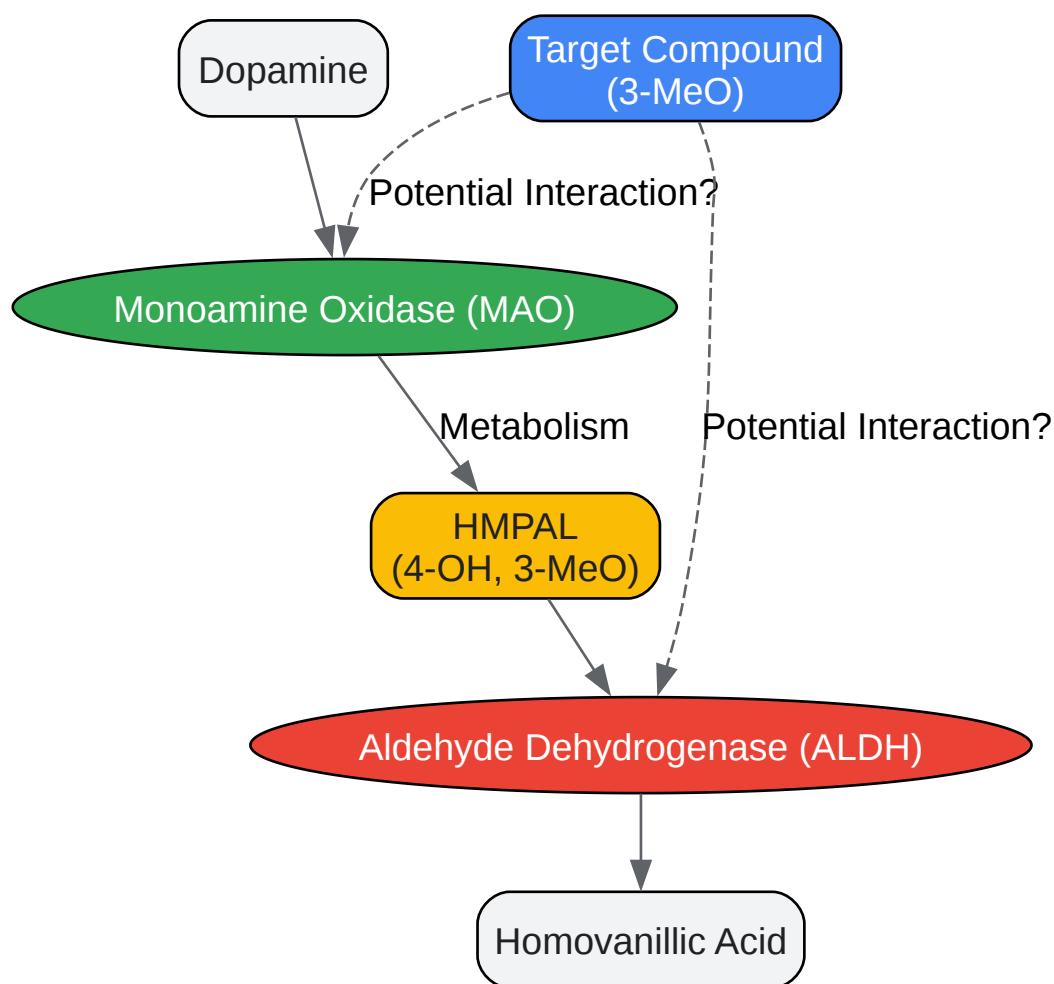 Dopamine
Target Compound
(3-MeO)
Potential Interaction?
Monoamine Oxidase (MAO)
Metabolism
Potential Interaction?
HMPAL
(4-OH, 3-MeO)
Aldehyde Dehydrogenase (ALDH)
Homovanillic Acid